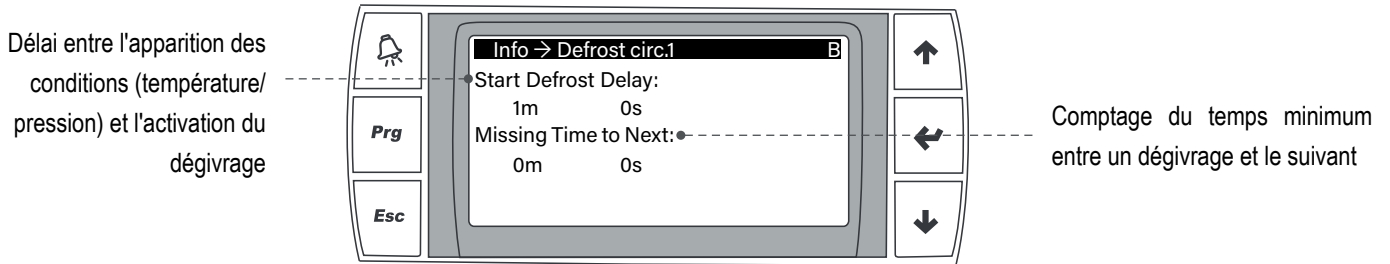 Délai entre l'apparition des
conditions (température/
pression) et l'activation du
dégivrage
Prg
Esc
Info → Defrost circ.1 B
Start Defrost Delay:
1m 0s
Missing Time to Next:
0m 0s
Comptage du temps minimum
entre un dégivrage et le suivant